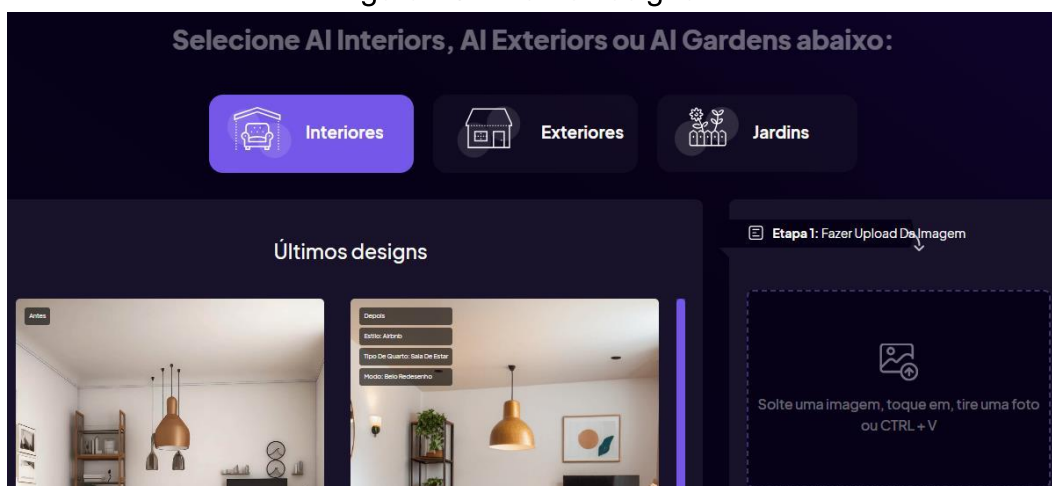 Selecione AI Interiors, AI Exteriors ou AI Gardens abaixo:
Interiores
Exteriores
Jardins
Últimos designs
Etapa 1: Fazer Upload Da Imagem
Antes
Depois
Estilo: Airbnb
Tipo De Quarto: Sala De Estar
Modo: Belo Redesenho
Solte uma imagem, toque em, tire uma foto
ou CTRL + V